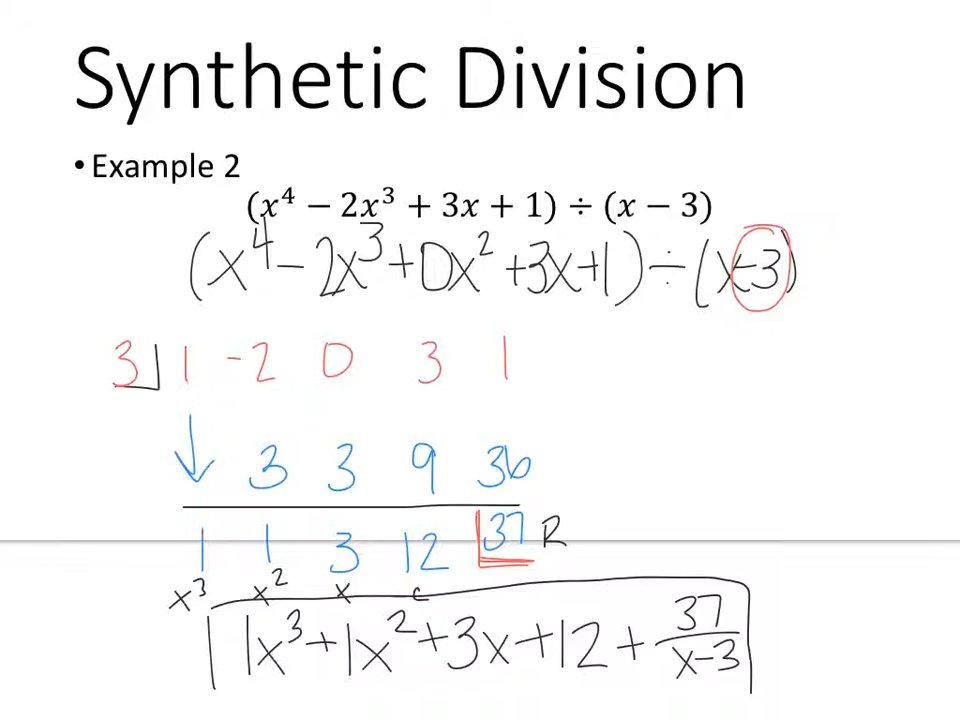 Synthetic Division
• Example 2
(x⁴ − 2x³ + 3x + 1) ÷ (x − 3)
(x⁴ − 2x³ + 0x² + 3x + 1) ÷ (x − 3)
3 1 -2 0 3 1
3 3 9 36
1 1 3 12 37 R
x³ x² x c
1x³ + 1x² + 3x + 12 + 37/(x−3)